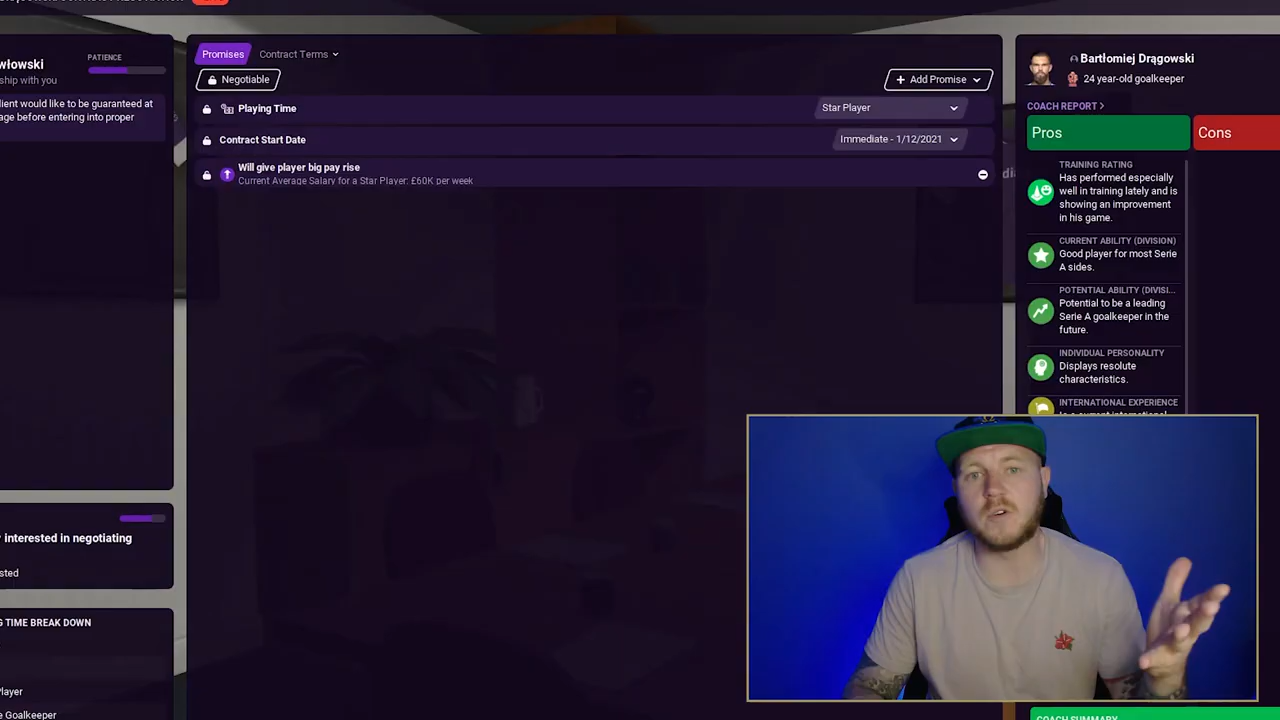 włowski
ship with you
PATIENCE
lient would like to be guaranteed at
age before entering into proper
interested in negotiating
sted
G TIME BREAK DOWN
Player
e Goalkeeper
Promises
Contract Terms
Negotiable
Add Promise
Playing Time
Star Player
Contract Start Date
Immediate - 1/12/2021
Will give player big pay rise
Current Average Salary for a Star Player: £60K per week
Bartłomiej Drągowski
24 year-old goalkeeper
COACH REPORT >
Pros
Cons
TRAINING RATING
Has performed especially
well in training lately and is
showing an improvement
in his game.
CURRENT ABILITY (DIVISION)
Good player for most Serie
A sides.
POTENTIAL ABILITY (DIVISI...
Potential to be a leading
Serie A goalkeeper in the
future.
INDIVIDUAL PERSONALITY
Displays resolute
characteristics.
INTERNATIONAL EXPERIENCE
COACH SUMMARY